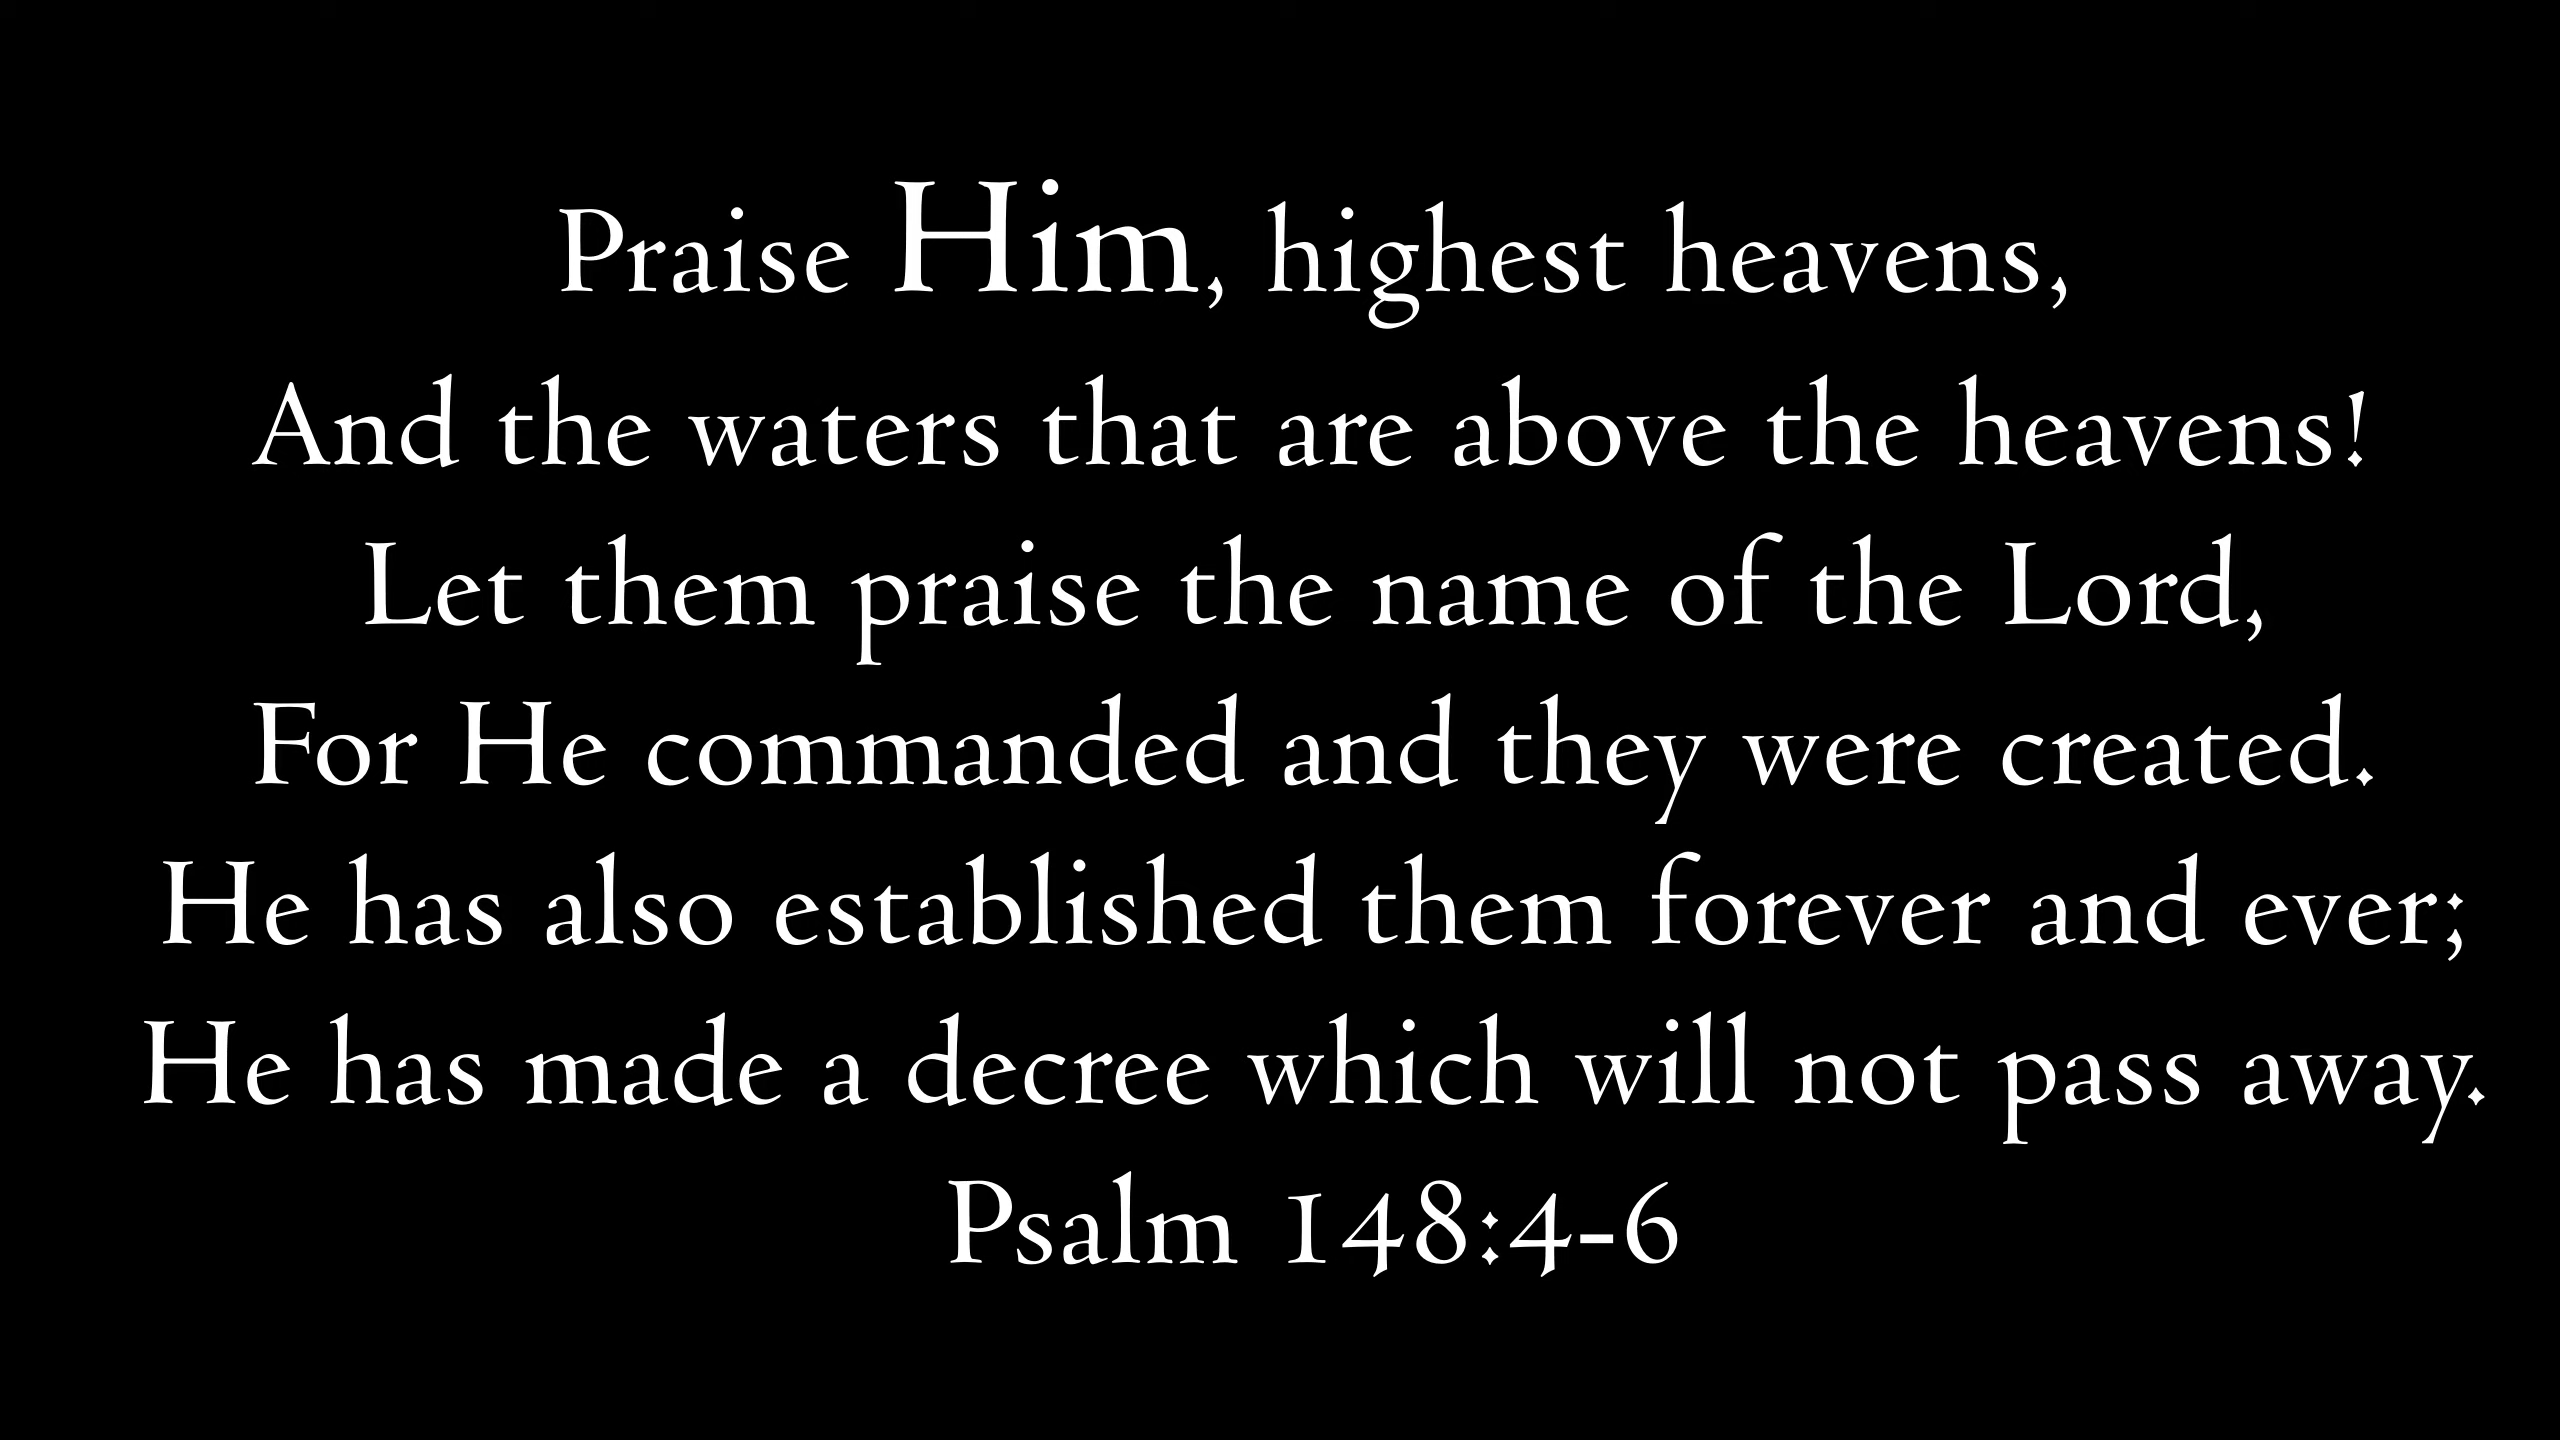 Praise Him, highest heavens,
And the waters that are above the heavens!
Let them praise the name of the Lord,
For He commanded and they were created.
He has also established them forever and ever;
He has made a decree which will not pass away.
Psalm 148:4-6